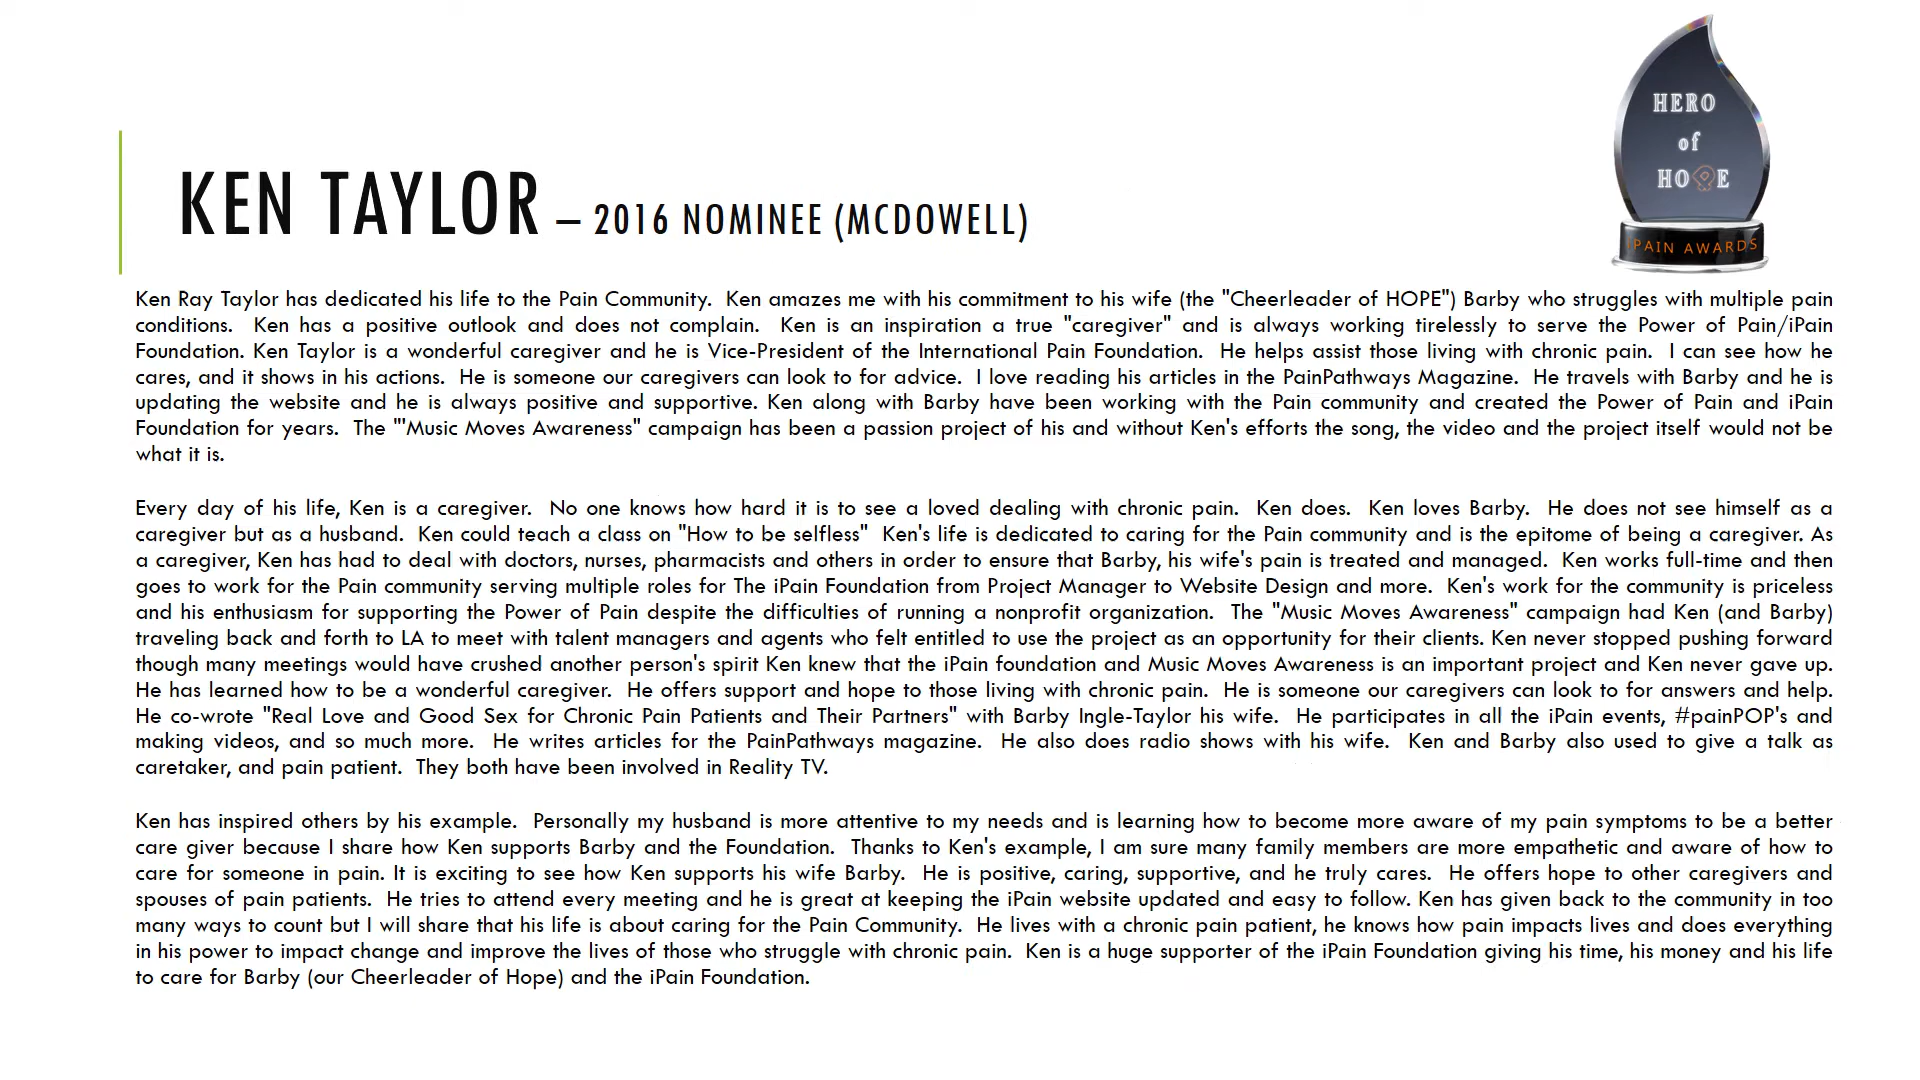 HERO
of
HOPE
IPAIN AWARDS
KEN TAYLOR – 2016 NOMINEE (MCDOWELL)
Ken Ray Taylor has dedicated his life to the Pain Community.  Ken amazes me with his commitment to his wife (the "Cheerleader of HOPE") Barby who struggles with multiple pain
conditions.  Ken has a positive outlook and does not complain.  Ken is an inspiration a true "caregiver" and is always working tirelessly to serve the Power of Pain/iPain
Foundation. Ken Taylor is a wonderful caregiver and he is Vice-President of the International Pain Foundation.  He helps assist those living with chronic pain.  I can see how he
cares, and it shows in his actions.  He is someone our caregivers can look to for advice.  I love reading his articles in the PainPathways Magazine.  He travels with Barby and he is
updating the website and he is always positive and supportive. Ken along with Barby have been working with the Pain community and created the Power of Pain and iPain
Foundation for years.  The "'Music Moves Awareness" campaign has been a passion project of his and without Ken's efforts the song, the video and the project itself would not be
what it is.
Every day of his life, Ken is a caregiver.  No one knows how hard it is to see a loved dealing with chronic pain.  Ken does.  Ken loves Barby.  He does not see himself as a
caregiver but as a husband.  Ken could teach a class on "How to be selfless"  Ken's life is dedicated to caring for the Pain community and is the epitome of being a caregiver. As
a caregiver, Ken has had to deal with doctors, nurses, pharmacists and others in order to ensure that Barby, his wife's pain is treated and managed.  Ken works full-time and then
goes to work for the Pain community serving multiple roles for The iPain Foundation from Project Manager to Website Design and more.  Ken's work for the community is priceless
and his enthusiasm for supporting the Power of Pain despite the difficulties of running a nonprofit organization.  The "Music Moves Awareness" campaign had Ken (and Barby)
traveling back and forth to LA to meet with talent managers and agents who felt entitled to use the project as an opportunity for their clients. Ken never stopped pushing forward
though many meetings would have crushed another person's spirit Ken knew that the iPain foundation and Music Moves Awareness is an important project and Ken never gave up.
He has learned how to be a wonderful caregiver.  He offers support and hope to those living with chronic pain.  He is someone our caregivers can look to for answers and help.
He co-wrote "Real Love and Good Sex for Chronic Pain Patients and Their Partners" with Barby Ingle-Taylor his wife.  He participates in all the iPain events, #painPOP's and
making videos, and so much more.  He writes articles for the PainPathways magazine.  He also does radio shows with his wife.  Ken and Barby also used to give a talk as
caretaker, and pain patient.  They both have been involved in Reality TV.
Ken has inspired others by his example.  Personally my husband is more attentive to my needs and is learning how to become more aware of my pain symptoms to be a better
care giver because I share how Ken supports Barby and the Foundation.  Thanks to Ken's example, I am sure many family members are more empathetic and aware of how to
care for someone in pain. It is exciting to see how Ken supports his wife Barby.  He is positive, caring, supportive, and he truly cares.  He offers hope to other caregivers and
spouses of pain patients.  He tries to attend every meeting and he is great at keeping the iPain website updated and easy to follow. Ken has given back to the community in too
many ways to count but I will share that his life is about caring for the Pain Community.  He lives with a chronic pain patient, he knows how pain impacts lives and does everything
in his power to impact change and improve the lives of those who struggle with chronic pain.  Ken is a huge supporter of the iPain Foundation giving his time, his money and his life
to care for Barby (our Cheerleader of Hope) and the iPain Foundation.